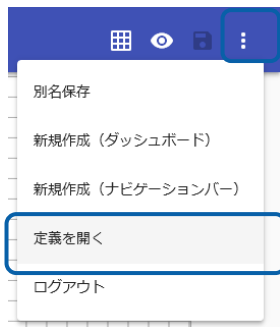 別名保存
新規作成（ダッシュボード）
新規作成（ナビゲーションバー）
定義を開く
ログアウト